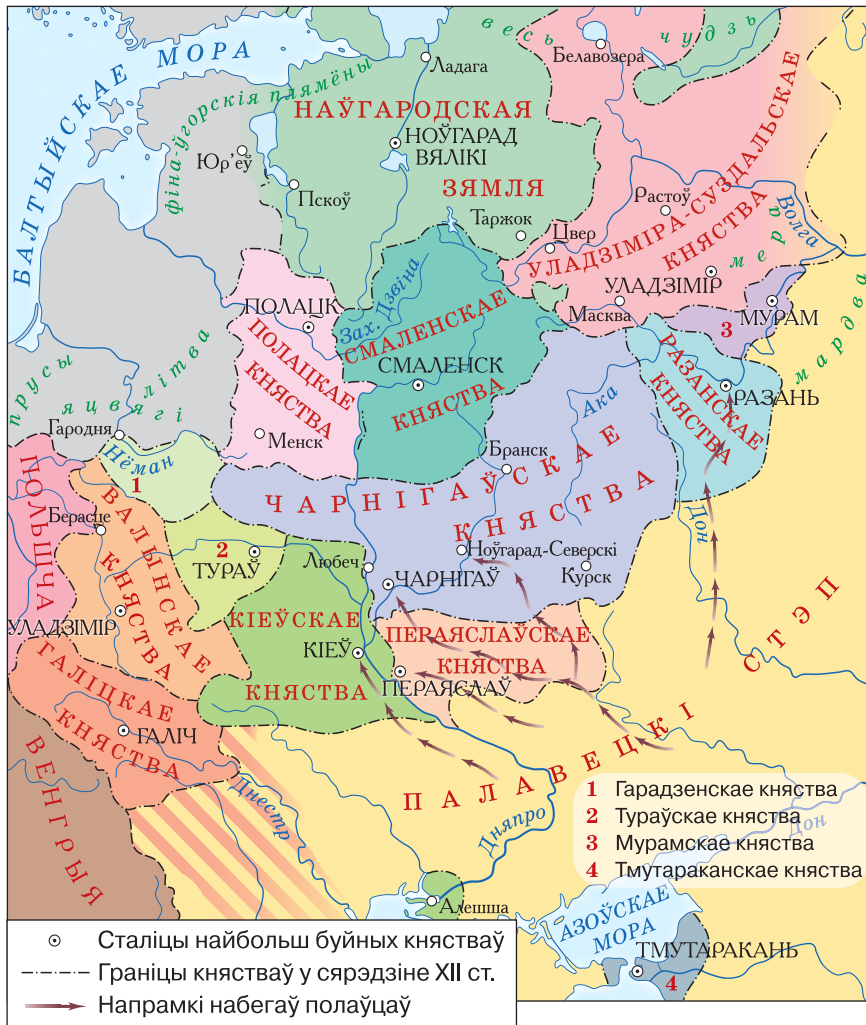 БАЛТЫЙСКАЕ МОРА
весь
чудзь
Белавозера
Ладага
фіна-ўгорскія плямёны
НАЎГАРОДСКАЯ
ЗЯМЛЯ
НОЎГАРАД
ВЯЛІКІ
Юр’еў
Пскоў
Таржок
Цвер
Растоў
УЛАДЗІМІРА-СУЗДАЛЬСКАЕ
КНЯСТВА
Волга
мера
УЛАДЗІМІР
Масква
3
МУРАМ
мардва
ПОЛАЦК
ПОЛАЦКАЕ
КНЯСТВА
Зах. Дзвіна
СМАЛЕНСКАЕ
КНЯСТВА
СМАЛЕНСК
РАЗАНСКАЕ
КНЯСТВА
РАЗАНЬ
прусы
літва
яцвягі
Гародня
Нёман
1
Менск
Бранск
Ака
ЧАРНІГАЎСКАЕ
КНЯСТВА
Дон
ПОЛЬШЧА
Берасце
ВАЛЫНСКАЕ
КНЯСТВА
2
ТУРАЎ
Любеч
Ноўгарад-Северскі
ЧАРНІГАЎ
Курск
УЛАДЗІМІР
КІЕЎСКАЕ
КНЯСТВА
КІЕЎ
ПЕРАЯСЛАЎСКАЕ
КНЯСТВА
ПЕРАЯСЛАЎ
ГАЛІЦКАЕ
КНЯСТВА
ГАЛІЧ
ВЕНГРЫЯ
Днестр
ПАЛАВЕЦКІ СТЭП
Дняпро
Алешша
Дон
АЗОЎСКАЕ
МОРА
ТМУТАРАКАНЬ
4
1 Гарадзенскае княства
2 Тураўскае княства
3 Мурамскае княства
4 Тмутараканскае княства
Сталіцы найбольш буйных княстваў
Граніцы княстваў у сярэдзіне XII ст.
Напрамкі набегаў полаўцаў